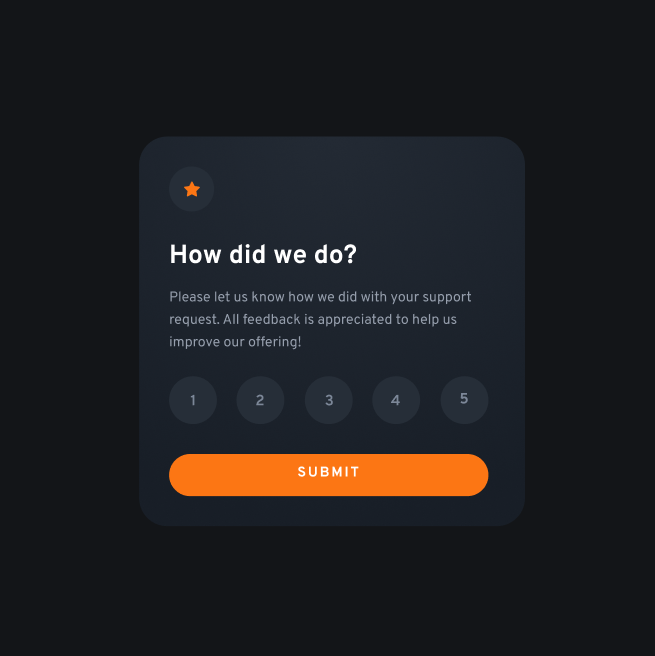 How did we do?
Please let us know how we did with your support
request. All feedback is appreciated to help us
improve our offering!
1 2 3 4 5
SUBMIT